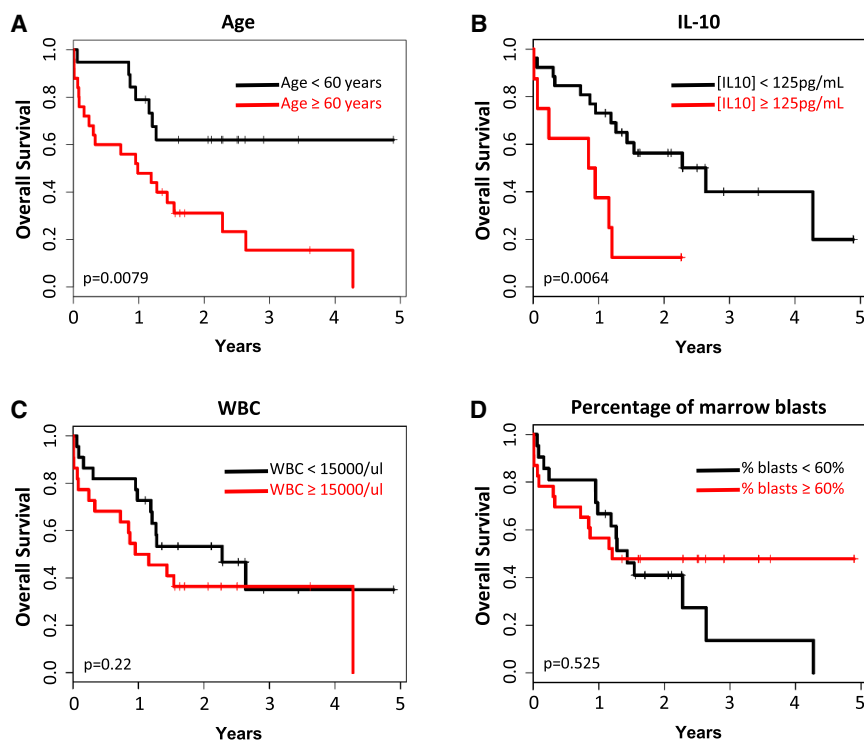 A
Age
Overall Survival
1.0
0.8
0.6
0.4
0.2
0.0
Age < 60 years
Age ≥ 60 years
p=0.0079
0 1 2 3 4 5
Years
B
IL-10
Overall Survival
1.0
0.8
0.6
0.4
0.2
0.0
[IL10] < 125pg/mL
[IL10] ≥ 125pg/mL
p=0.0064
0 1 2 3 4 5
Years
C
WBC
Overall Survival
1.0
0.8
0.6
0.4
0.2
0.0
WBC < 15000/ul
WBC ≥ 15000/ul
p=0.22
0 1 2 3 4 5
Years
D
Percentage of marrow blasts
Overall Survival
1.0
0.8
0.6
0.4
0.2
0.0
% blasts < 60%
% blasts ≥ 60%
p=0.525
0 1 2 3 4 5
Years